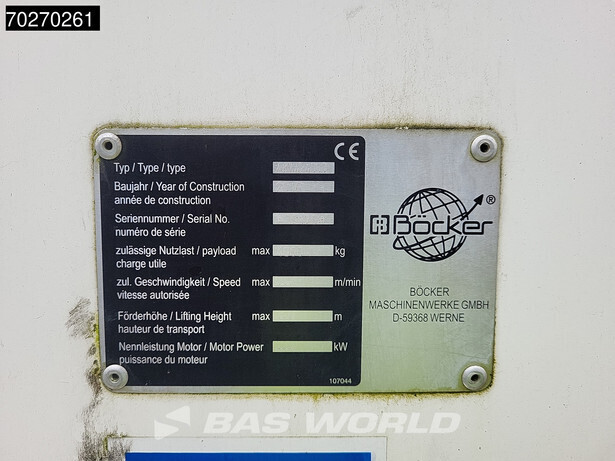 70270261
CE
Typ / Type / type
Baujahr / Year of Construction
année de construction
Seriennummer / Serial No.
numéro de série
zulässige Nutzlast / payload max kg
charge utile
zul. Geschwindigkeit / Speed max m/min
vitesse autorisée
Förderhöhe / Lifting Height max m
hauteur de transport
Nennleistung Motor / Motor Power kW
puissance du moteur
107044
Böcker ®
BÖCKER
MASCHINENWERKE GMBH
D-59368 WERNE
BAS WORLD